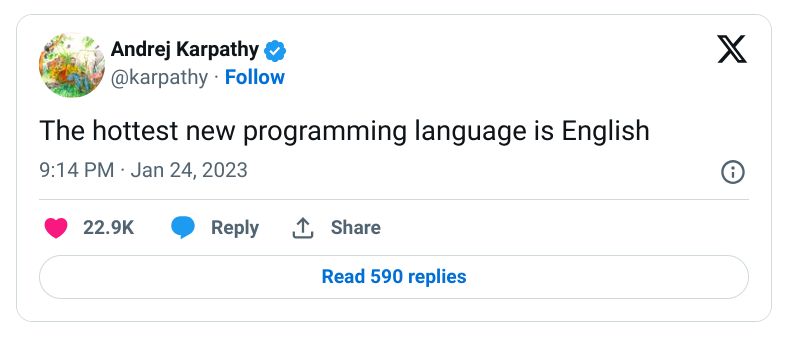 Andrej Karpathy
@karpathy · Follow
The hottest new programming language is English
9:14 PM · Jan 24, 2023
22.9K Reply Share
Read 590 replies